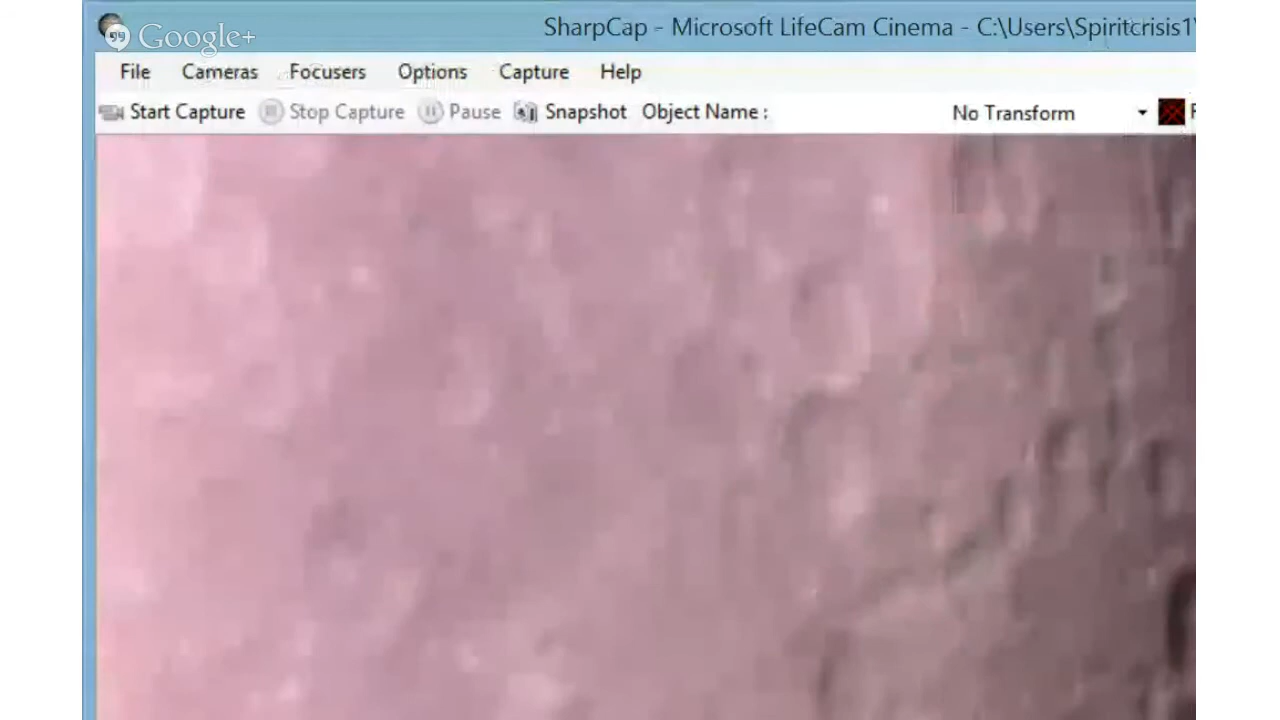 Google+
SharpCap - Microsoft LifeCam Cinema - C:\Users\Spiritcrisis1\
File Cameras Focusers Options Capture Help
Start Capture Stop Capture Pause Snapshot Object Name : No Transform